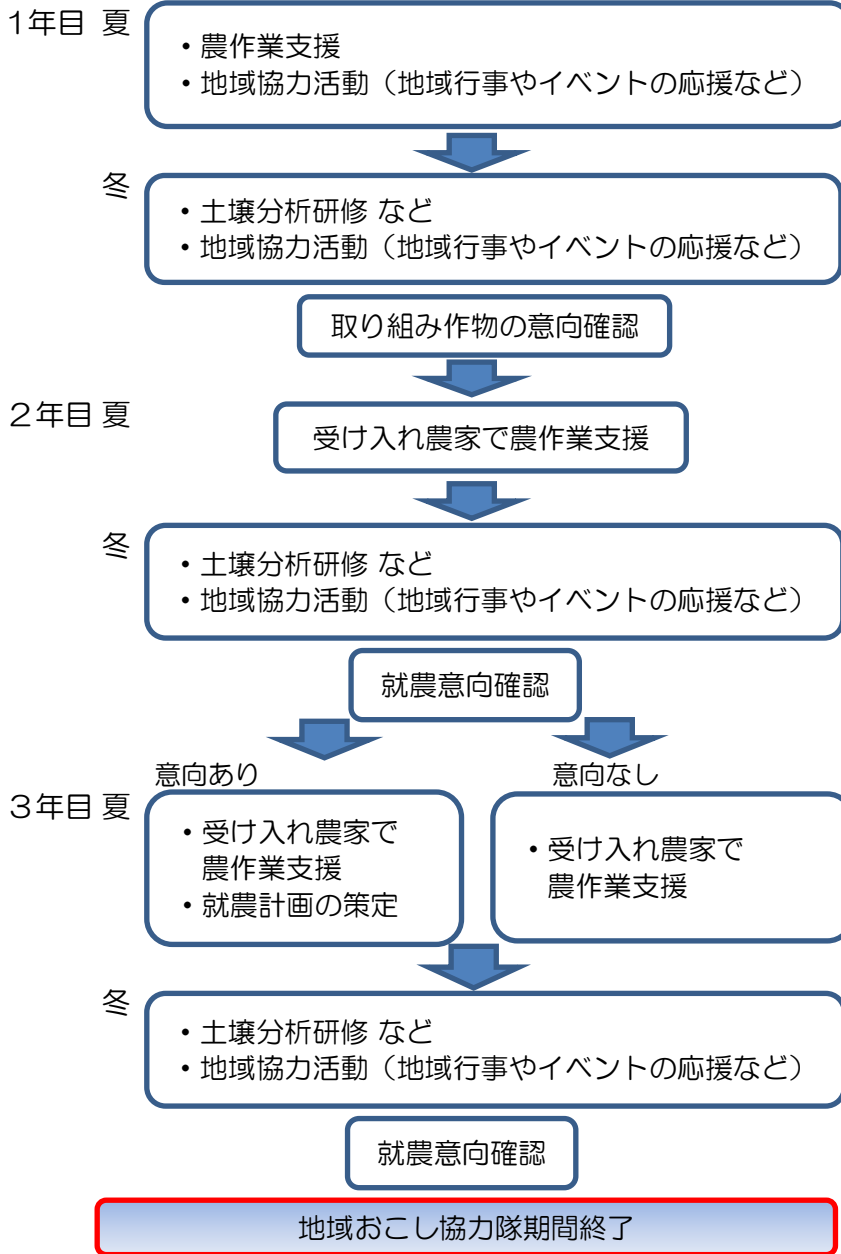 1年目 夏
・農作業支援
・地域協力活動（地域行事やイベントの応援など）
冬
・土壌分析研修 など
・地域協力活動（地域行事やイベントの応援など）
取り組み作物の意向確認
２年目 夏
受け入れ農家で農作業支援
冬
・土壌分析研修 など
・地域協力活動（地域行事やイベントの応援など）
就農意向確認
意向あり
意向なし
３年目 夏
・受け入れ農家で
農作業支援
・就農計画の策定
・受け入れ農家で
農作業支援
冬
・土壌分析研修 など
・地域協力活動（地域行事やイベントの応援など）
就農意向確認
地域おこし協力隊期間終了